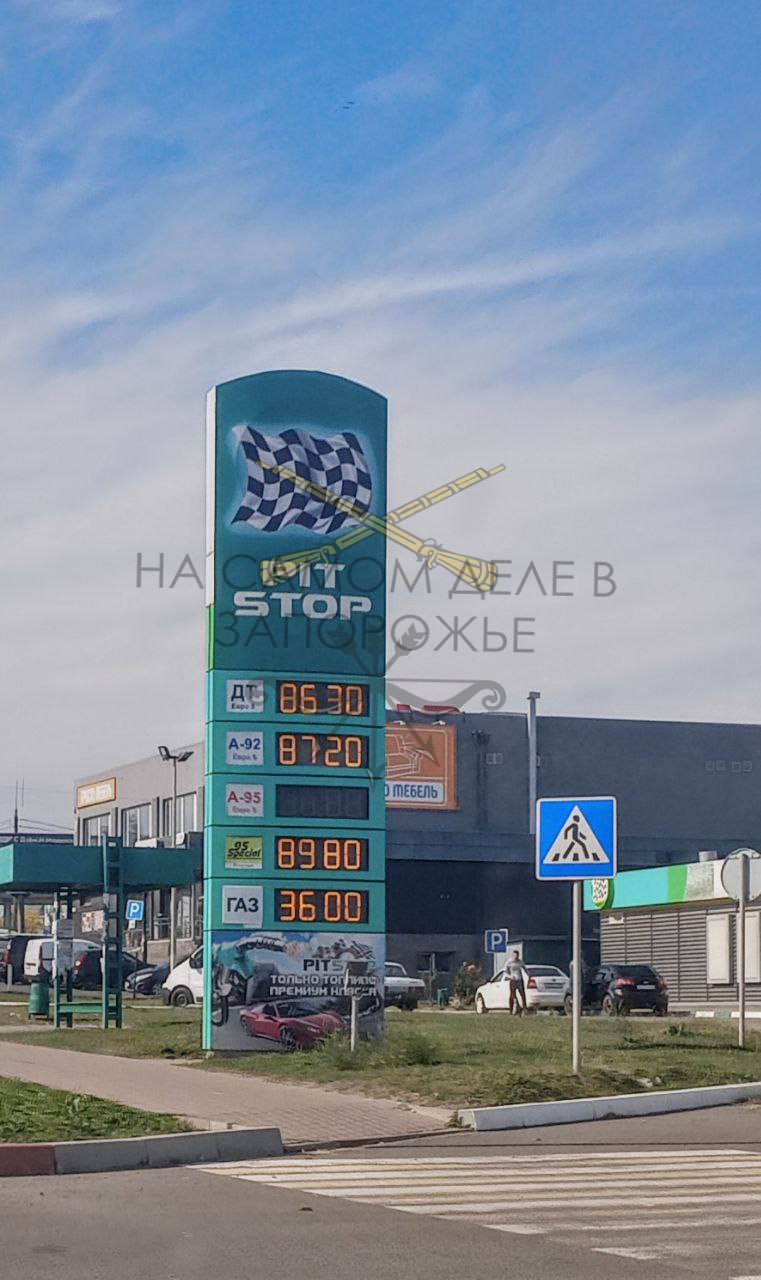 PIT
STOP
НА САМОМ ДЕЛЕ В
ЗАПОРОЖЬЕ
ДТ
Евро 5
86 30
А-92
Евро 5
87 20
А-95
Евро 5
95
Special
89 80
ГАЗ
36 00
МЕБЕЛЬ
P
P
PIT
ТОЛЬКО ТОПЛИВО
ПРЕМИУМ КЛАССА